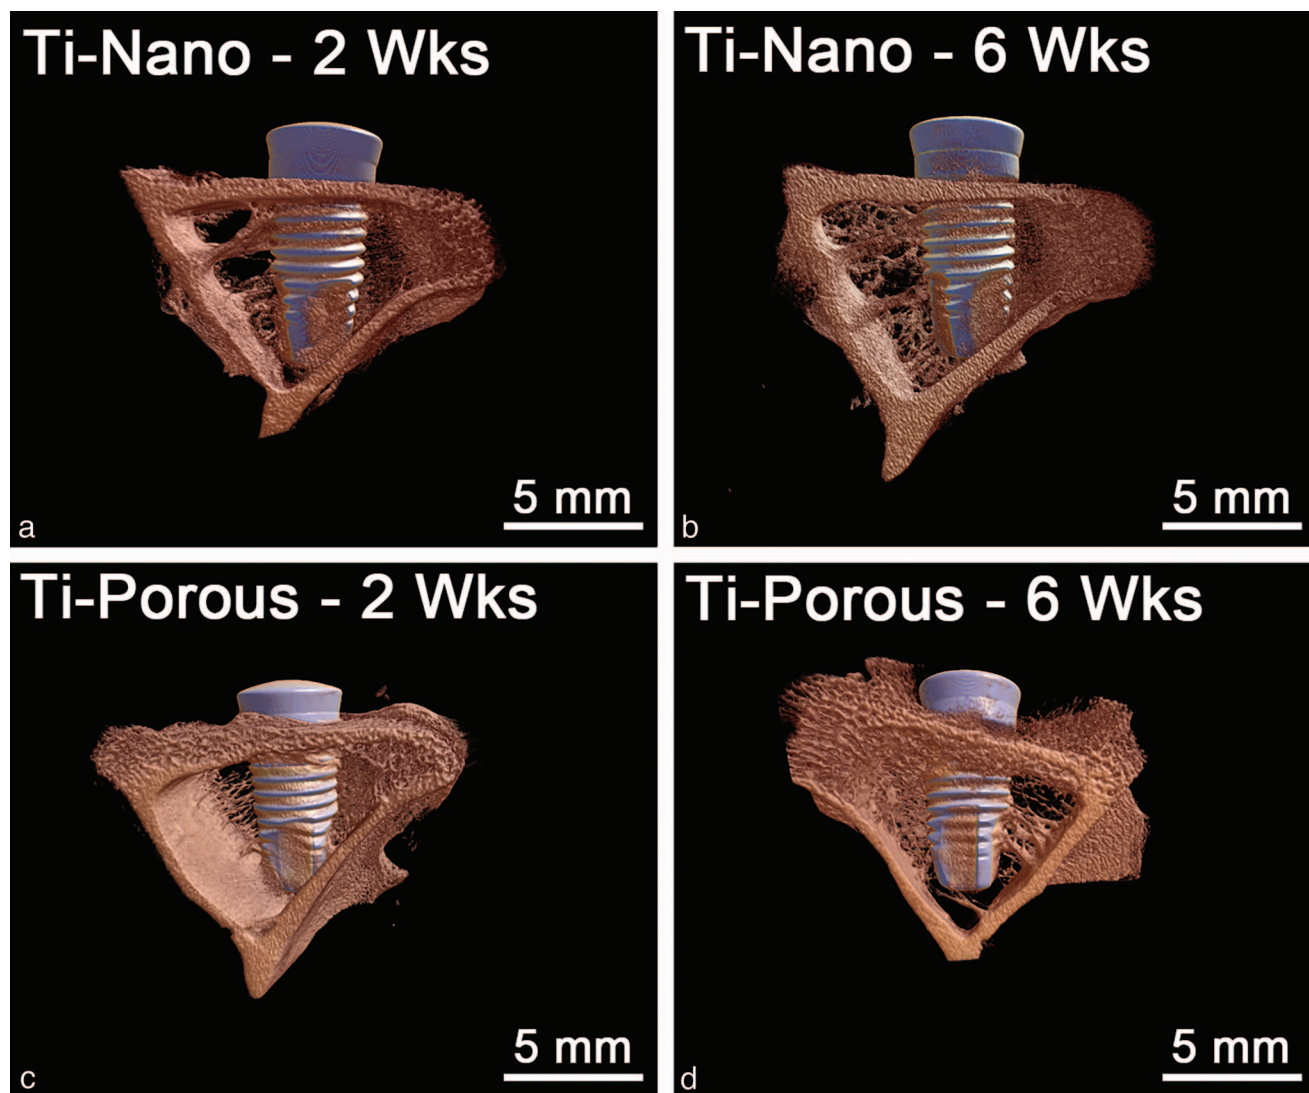 Ti-Nano - 2 Wks
5 mm
a
Ti-Nano - 6 Wks
5 mm
b
Ti-Porous - 2 Wks
5 mm
c
Ti-Porous - 6 Wks
5 mm
d